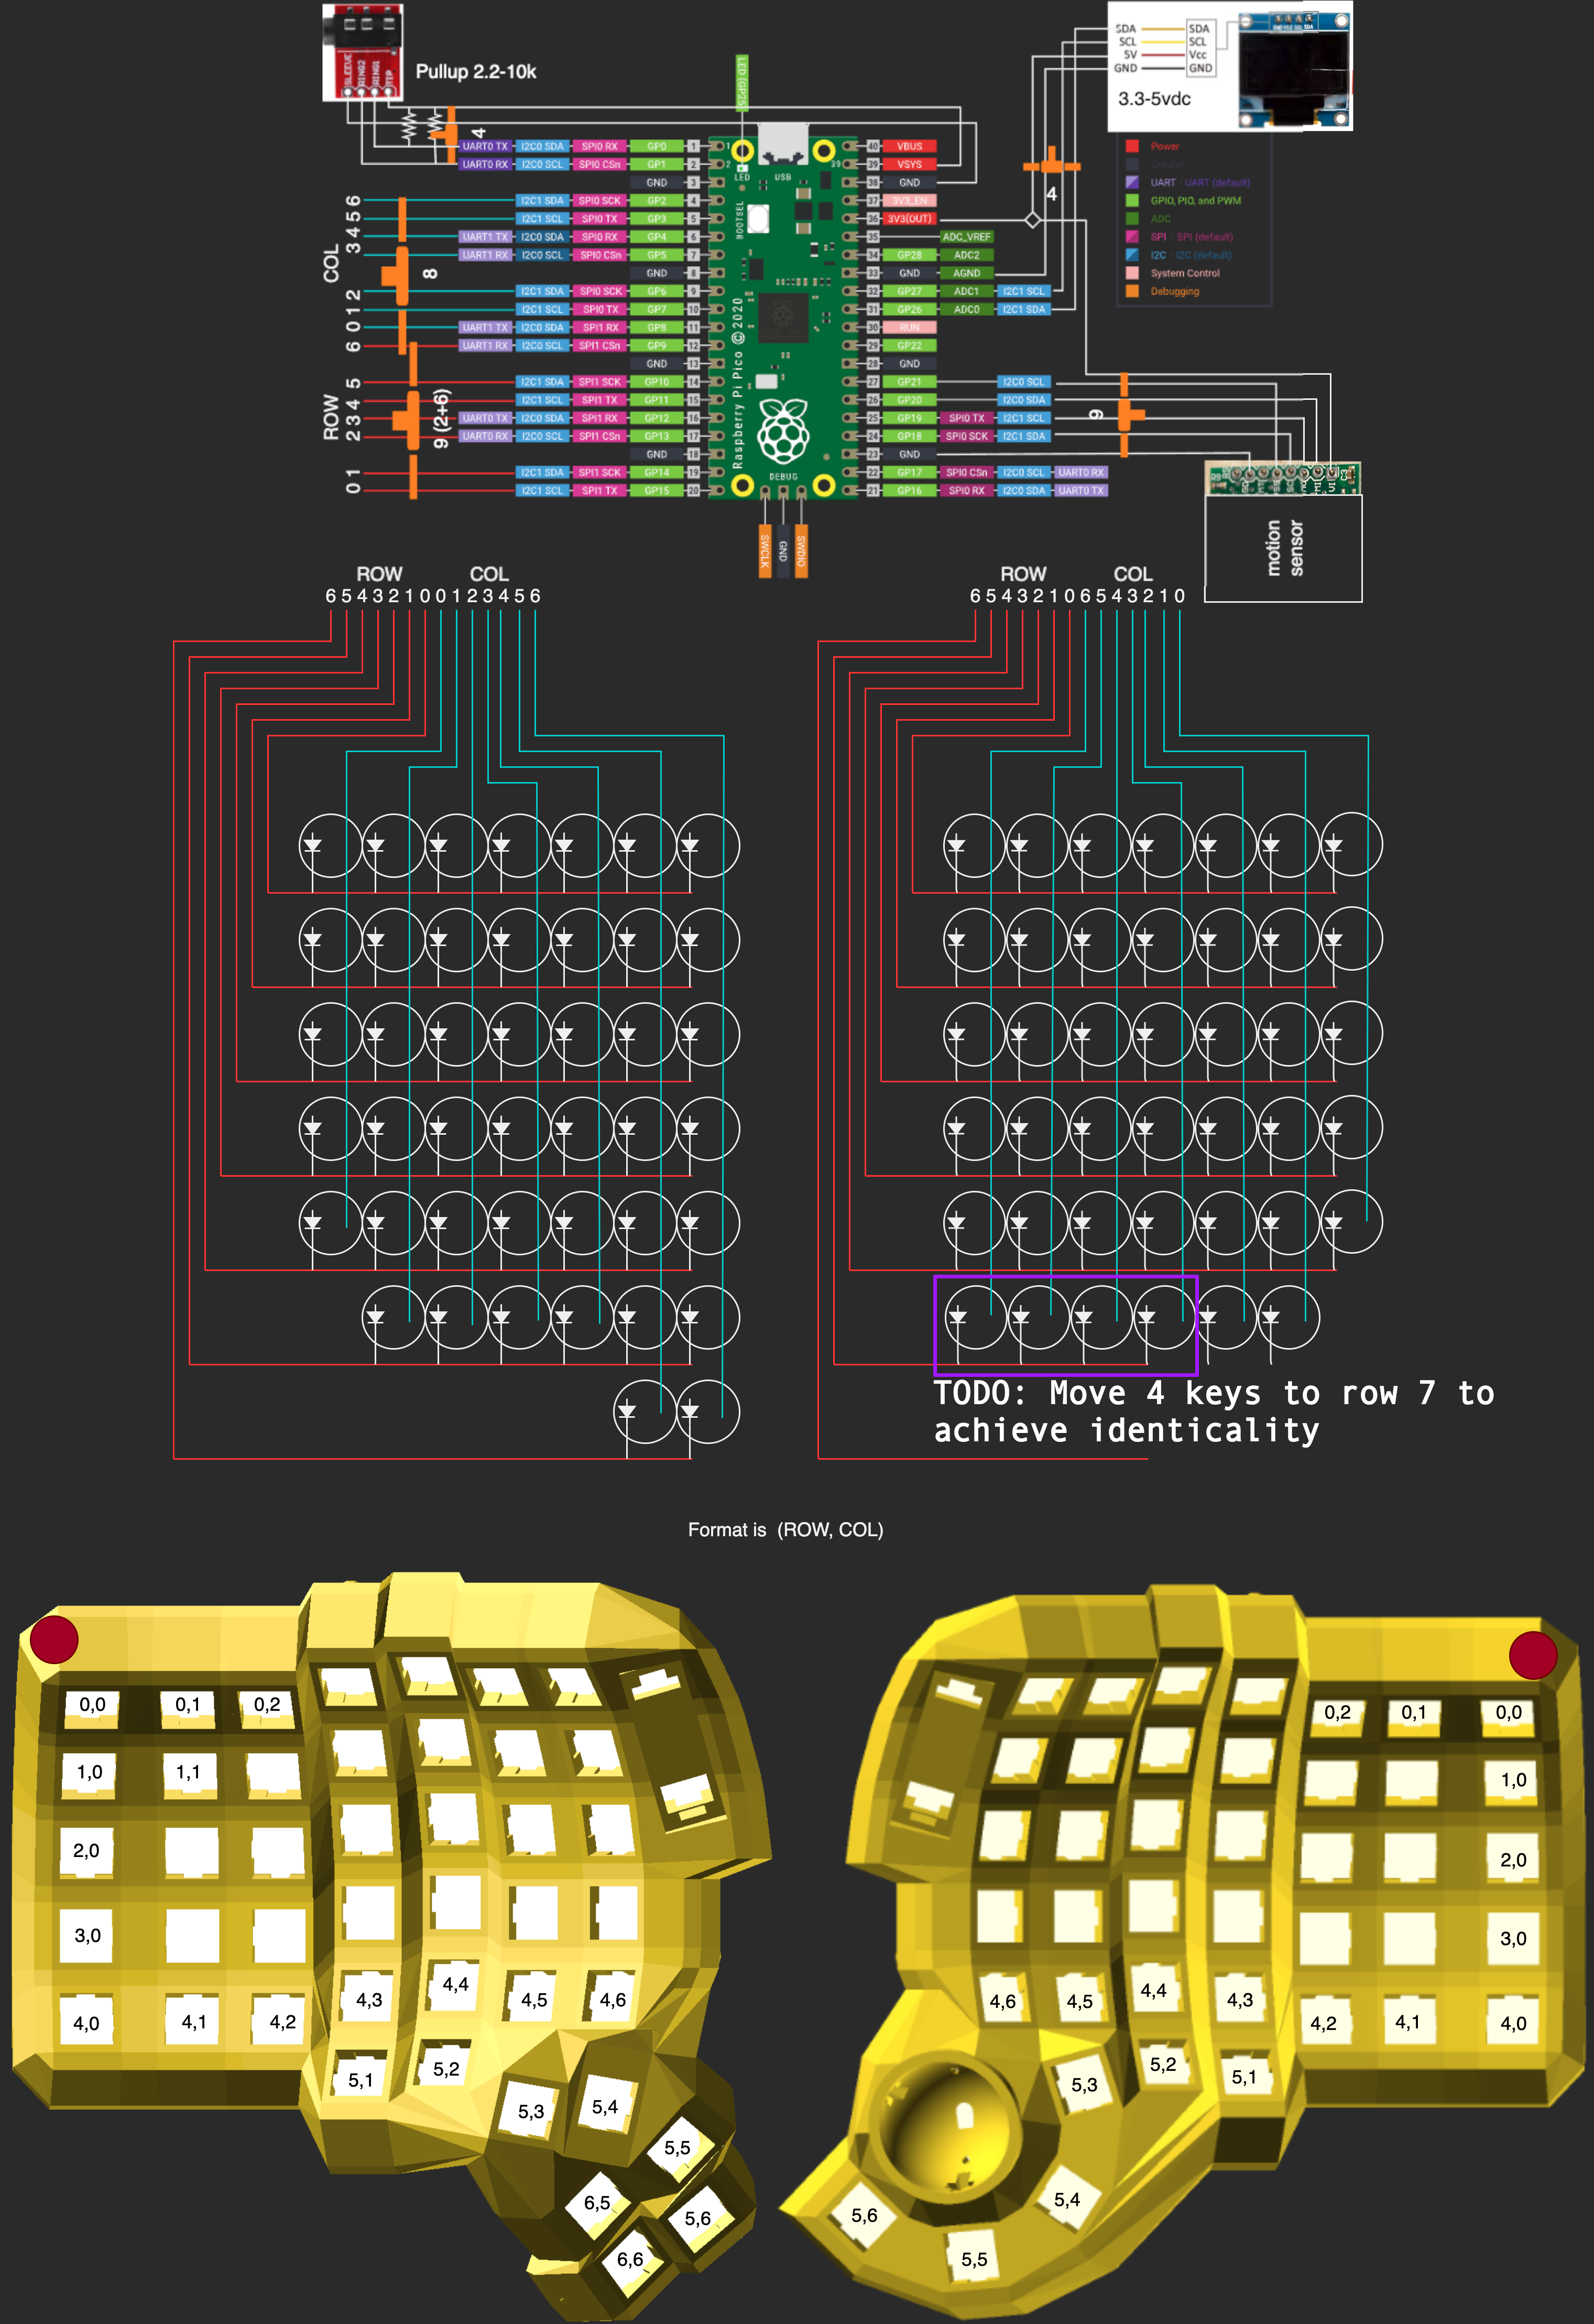 SLEEVE
RING2
RING1
TIP
Pullup 2.2-10k
LED (GP25)
SDA SDA
SCL SCL
5V Vcc
GND GND
3.3-5vdc
GND VCC SCL SDA
4
4
UART0 TX I2C0 SDA SPI0 RX GP0 1
UART0 RX I2C0 SCL SPI0 CSn GP1 2
GND 3
6 I2C1 SDA SPI0 SCK GP2 4
5 I2C1 SCL SPI0 TX GP3 5
4 UART1 TX I2C0 SDA SPI0 RX GP4 6
3 UART1 RX I2C0 SCL SPI0 CSn GP5 7
COL
8
GND 8
2 I2C1 SDA SPI0 SCK GP6 9
1 I2C1 SCL SPI0 TX GP7 10
0 UART1 TX I2C0 SDA SPI1 RX GP8 11
6 UART1 RX I2C0 SCL SPI1 CSn GP9 12
GND 13
5 I2C1 SDA SPI1 SCK GP10 14
4 I2C1 SCL SPI1 TX GP11 15
3 UART0 TX I2C0 SDA SPI1 RX GP12 16
2 UART0 RX I2C0 SCL SPI1 CSn GP13 17
ROW
9 (2+6)
GND 18
1 I2C1 SDA SPI1 SCK GP14 19
0 I2C1 SCL SPI1 TX GP15 20
1
2
LED
USB
39
BOOTSEL
Raspberry Pi Pico © 2020
DEBUG
SWCLK
GND
SWDIO
40 VBUS
39 VSYS
38 GND
37 3V3_EN
36 3V3(OUT)
35 ADC_VREF
34 GP28 ADC2
33 GND AGND
32 GP27 ADC1 I2C1 SCL
31 GP26 ADC0 I2C1 SDA
30 RUN
29 GP22
28 GND
27 GP21 I2C0 SCL
26 GP20 I2C0 SDA
25 GP19 SPI0 TX I2C1 SCL
24 GP18 SPI0 SCK I2C1 SDA
23 GND
22 GP17 SPI0 CSn I2C0 SCL UART0 RX
21 GP16 SPI0 RX I2C0 SDA UART0 TX
Power
Ground
UART / UART (default)
GPIO, PIO, and PWM
ADC
SPI / SPI (default)
I2C / I2C (default)
System Control
Debugging
9
motion
sensor
ROW COL
6 5 4 3 2 1 0 0 1 2 3 4 5 6
ROW COL
6 5 4 3 2 1 0 6 5 4 3 2 1 0
TODO: Move 4 keys to row 7 to
achieve identicality
Format is (ROW, COL)
0,0 0,1 0,2
1,0 1,1
2,0
3,0
4,0 4,1 4,2 4,3 4,4 4,5 4,6
5,1 5,2 5,3 5,4
5,5
6,5 5,6
6,6
0,2 0,1 0,0
1,0
2,0
3,0
4,6 4,5 4,4 4,3 4,2 4,1 4,0
5,3 5,2 5,1
5,6 5,4
5,5